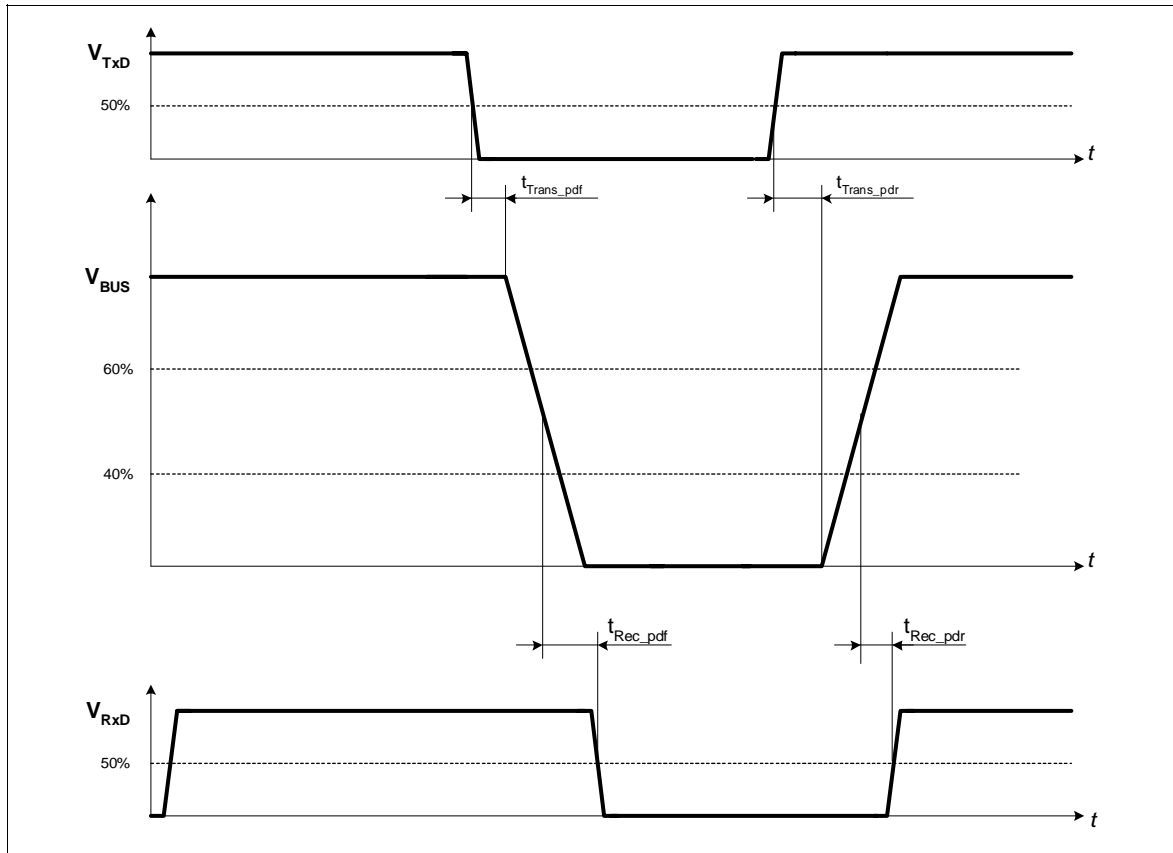 V_TxD
50%
t
t_Trans_pdf
t_Trans_pdr
V_BUS
60%
40%
t
t_Rec_pdf
t_Rec_pdr
V_RxD
50%
t